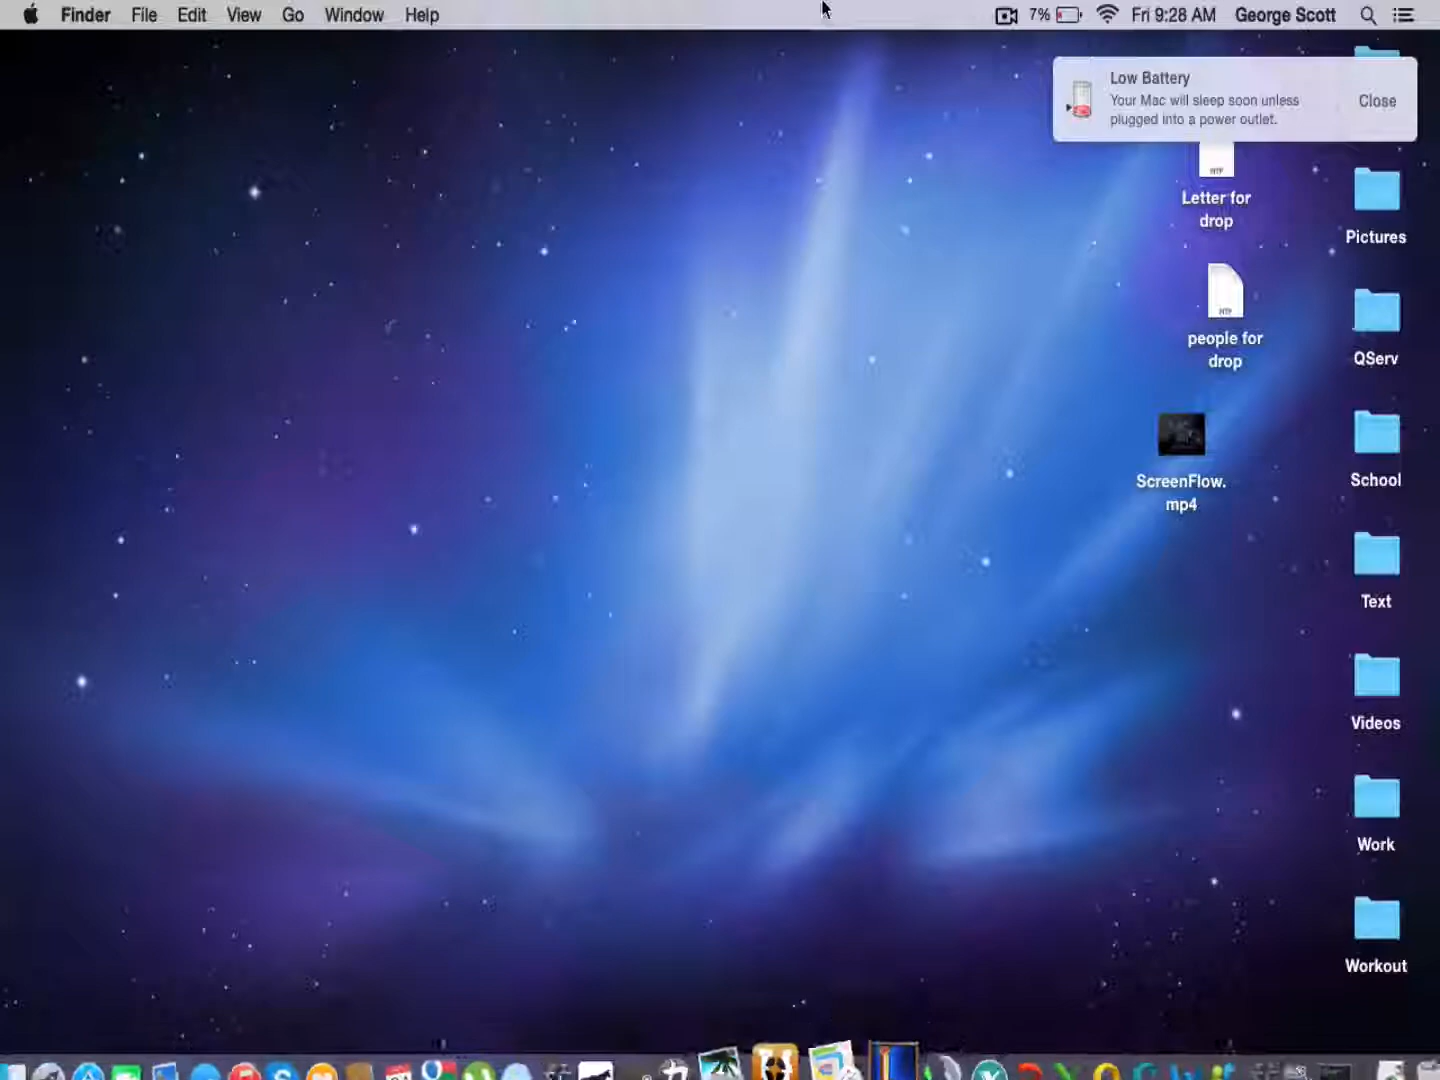 Finder File Edit View Go Window Help 7% Fri 9:28 AM George Scott
Low Battery
Your Mac will sleep soon unless
plugged into a power outlet.
Close
Letter for
drop
Pictures
people for
drop
QServ
ScreenFlow.
mp4
School
Text
Videos
Work
Workout